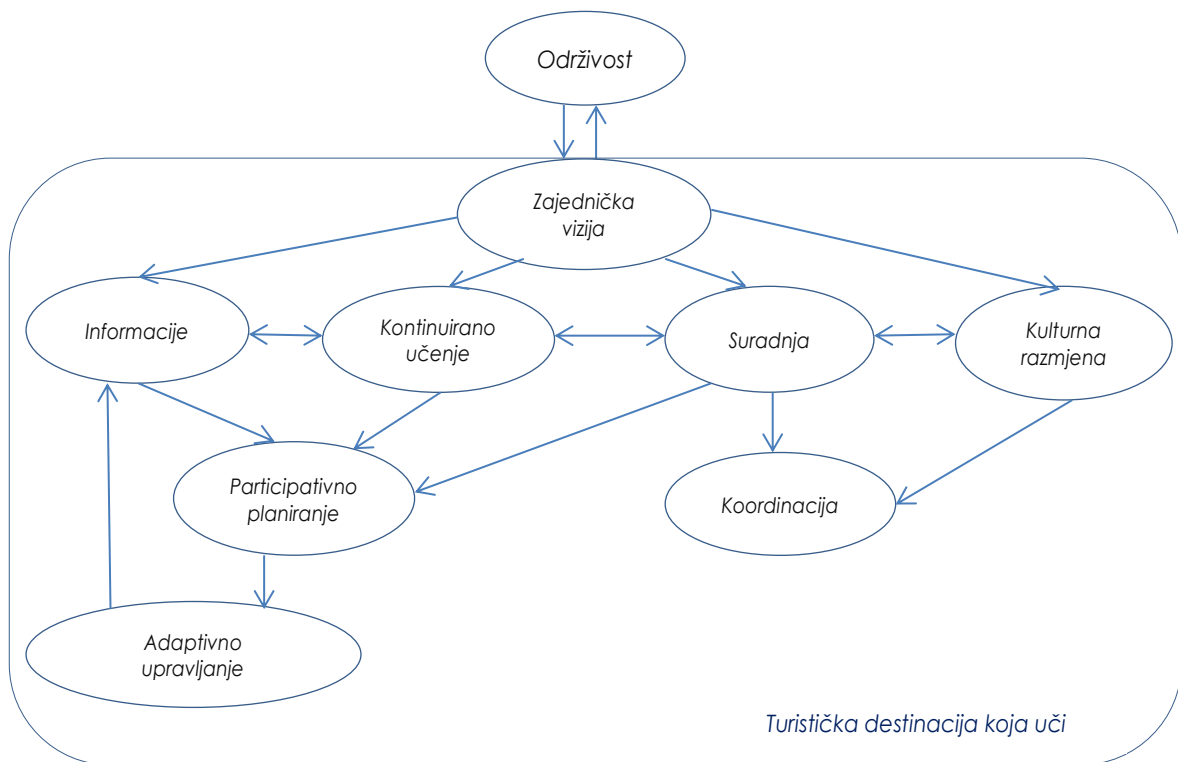 Održivost
Zajednička
vizija
Informacije
Kontinuirano
učenje
Suradnja
Kulturna
razmjena
Participativno
planiranje
Koordinacija
Adaptivno
upravljanje
Turistička destinacija koja uči